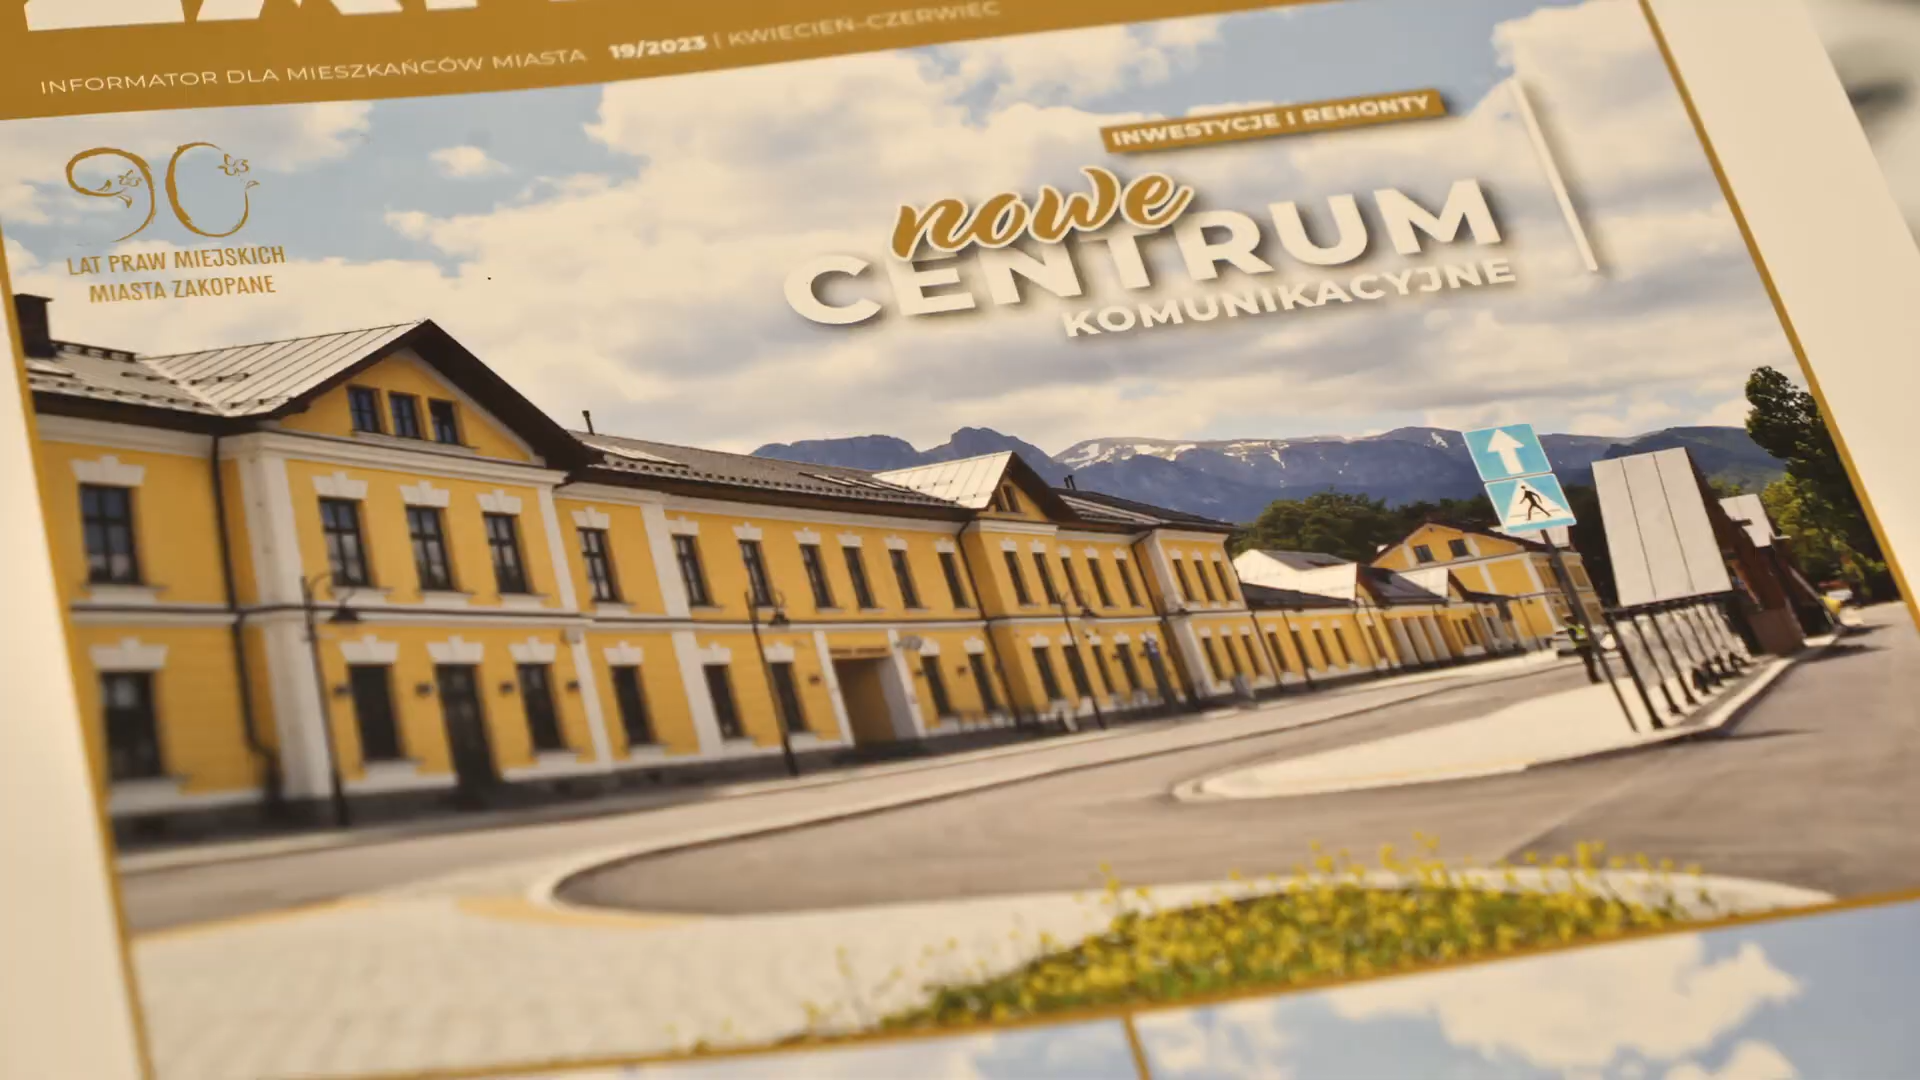 INFORMATOR DLA MIESZKAŃCÓW MIASTA 19/2023 | KWIECIEŃ-CZERWIEC
INWESTYCJE I REMONTY
nowe
CENTRUM
KOMUNIKACYJNE
90
LAT PRAW MIEJSKICH
MIASTA ZAKOPANE